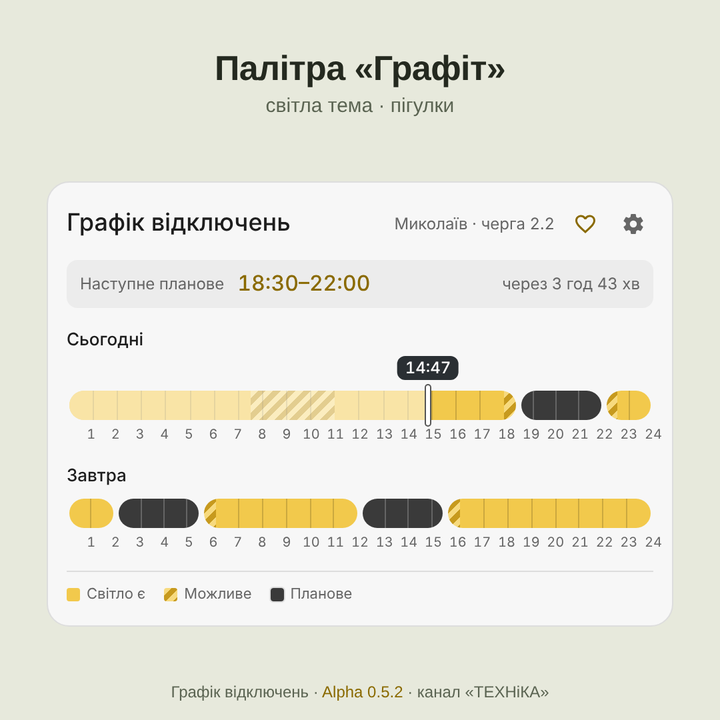 Палітра «Графіт»
світла тема · пігулки
Графік відключень
Миколаїв · черга 2.2
Наступне планове 18:30–22:00 через 3 год 43 хв
Сьогодні
14:47
1 2 3 4 5 6 7 8 9 10 11 12 13 14 15 16 17 18 19 20 21 22 23 24
Завтра
1 2 3 4 5 6 7 8 9 10 11 12 13 14 15 16 17 18 19 20 21 22 23 24
Світло є Можливе Планове
Графік відключень · Alpha 0.5.2 · канал «ТЕХНіКА»